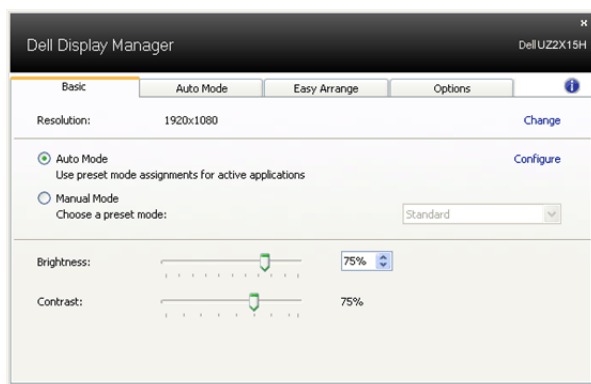 Dell Display Manager
Dell UZ2X15H
Basic
Auto Mode
Easy Arrange
Options
Resolution:
1920x1080
Change
Auto Mode
Configure
Use preset mode assignments for active applications
Manual Mode
Choose a preset mode:
Standard
Brightness:
75%
Contrast:
75%